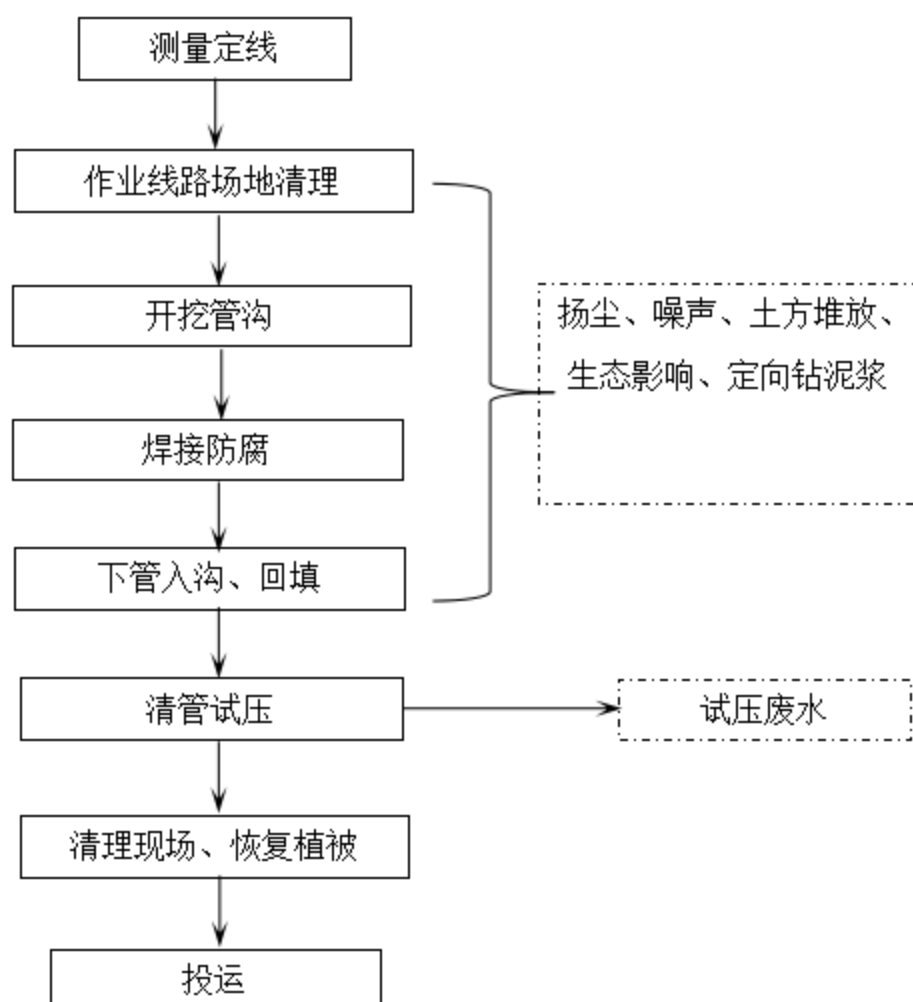 测量定线
作业线路场地清理
开挖管沟
扬尘、噪声、土方堆放、
生态影响、定向钻泥浆
焊接防腐
下管入沟、回填
清管试压
试压废水
清理现场、恢复植被
投运